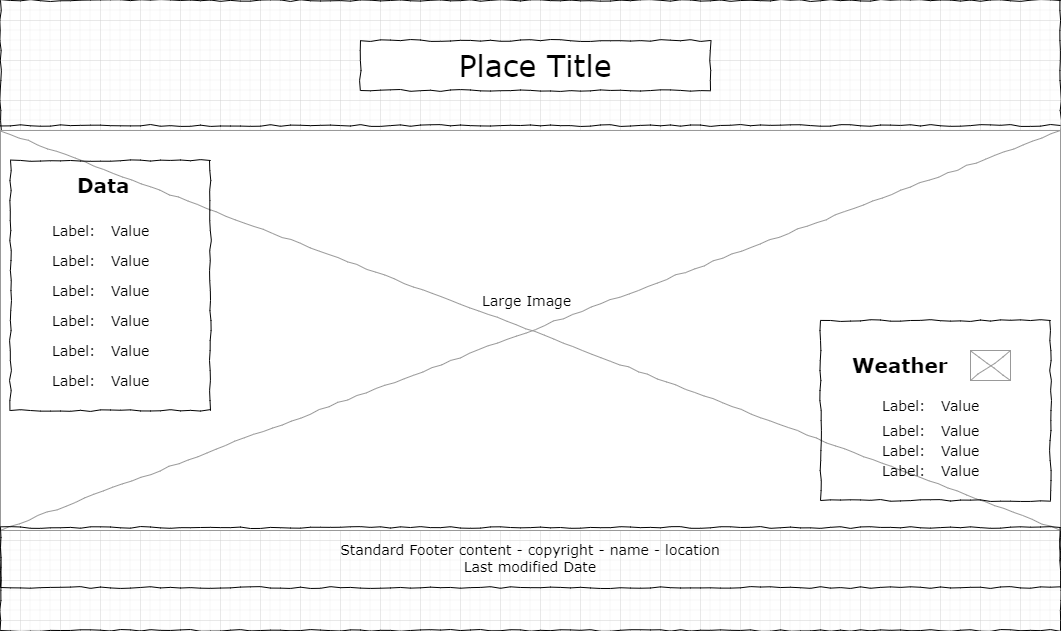 Place Title
Data
Label: Value
Label: Value
Label: Value
Label: Value
Label: Value
Label: Value
Large Image
Weather
Label: Value
Label: Value
Label: Value
Label: Value
Standard Footer content - copyright - name - location
Last modified Date